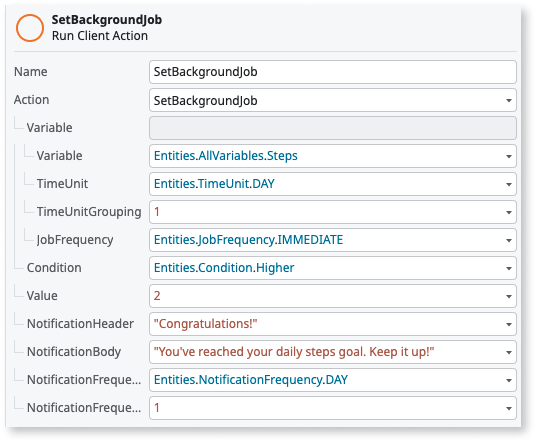 SetBackgroundJob
Run Client Action
Name SetBackgroundJob
Action SetBackgroundJob
Variable
Variable Entities.AllVariables.Steps
TimeUnit Entities.TimeUnit.DAY
TimeUnitGrouping 1
JobFrequency Entities.JobFrequency.IMMEDIATE
Condition Entities.Condition.Higher
Value 2
NotificationHeader "Congratulations!"
NotificationBody "You've reached your daily steps goal. Keep it up!"
NotificationFreque... Entities.NotificationFrequency.DAY
NotificationFreque... 1